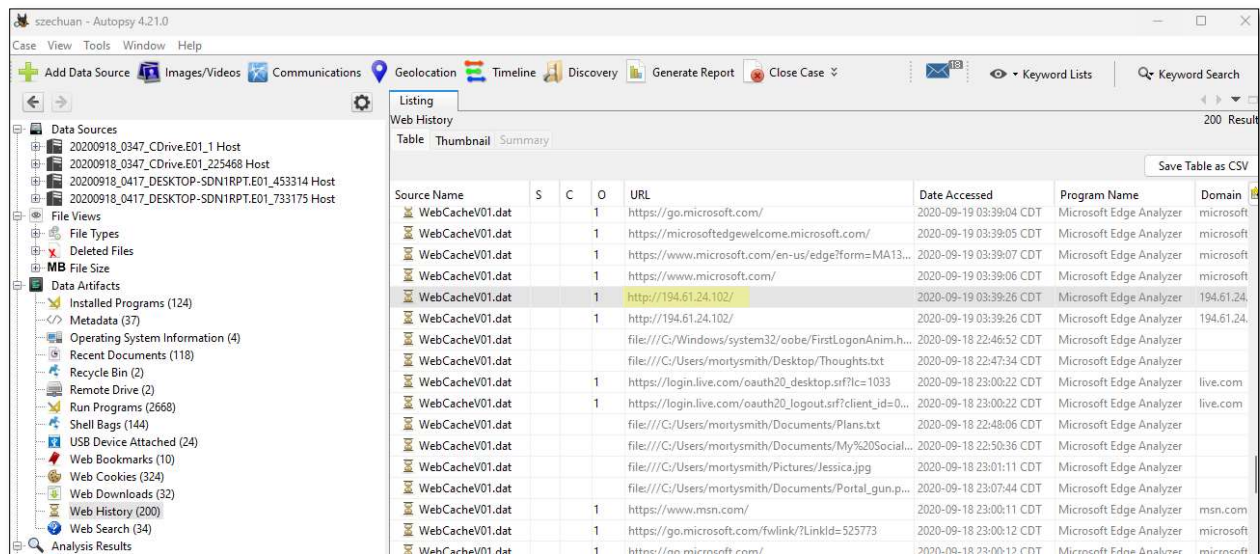 szechuan - Autopsy 4.21.0
Case View Tools Window Help
Add Data Source Images/Videos Communications Geolocation Timeline Discovery Generate Report Close Case 18 Keyword Lists Keyword Search
Listing
Web History 200 Result
Table Thumbnail Summary
Save Table as CSV
Data Sources
20200918_0347_CDrive.E01_1 Host
20200918_0347_CDrive.E01_225468 Host
20200918_0417_DESKTOP-SDN1RPT.E01_453314 Host
20200918_0417_DESKTOP-SDN1RPT.E01_733175 Host
File Views
File Types
Deleted Files
MB File Size
Data Artifacts
Installed Programs (124)
Metadata (37)
Operating System Information (4)
Recent Documents (118)
Recycle Bin (2)
Remote Drive (2)
Run Programs (2668)
Shell Bags (144)
USB Device Attached (24)
Web Bookmarks (10)
Web Cookies (324)
Web Downloads (32)
Web History (200)
Web Search (34)
Analysis Results
Source Name S C O URL Date Accessed Program Name Domain
WebCacheV01.dat 1 https://go.microsoft.com/ 2020-09-19 03:39:04 CDT Microsoft Edge Analyzer microsoft
WebCacheV01.dat 1 https://microsoftedgewelcome.microsoft.com/ 2020-09-19 03:39:05 CDT Microsoft Edge Analyzer microsoft
WebCacheV01.dat 1 https://www.microsoft.com/en-us/edge?form=MA13... 2020-09-19 03:39:07 CDT Microsoft Edge Analyzer microsoft
WebCacheV01.dat 1 https://www.microsoft.com/ 2020-09-19 03:39:06 CDT Microsoft Edge Analyzer microsoft
WebCacheV01.dat 1 http://194.61.24.102/ 2020-09-19 03:39:26 CDT Microsoft Edge Analyzer 194.61.24.
WebCacheV01.dat 1 http://194.61.24.102/ 2020-09-19 03:39:26 CDT Microsoft Edge Analyzer 194.61.24.
WebCacheV01.dat file:///C:/Windows/system32/oobe/FirstLogonAnim.h... 2020-09-18 22:46:52 CDT Microsoft Edge Analyzer
WebCacheV01.dat file:///C:/Users/mortysmith/Desktop/Thoughts.txt 2020-09-18 22:47:34 CDT Microsoft Edge Analyzer
WebCacheV01.dat 1 https://login.live.com/oauth20_desktop.srf?lc=1033 2020-09-18 23:00:22 CDT Microsoft Edge Analyzer live.com
WebCacheV01.dat 1 https://login.live.com/oauth20_logout.srf?client_id=0... 2020-09-18 23:00:22 CDT Microsoft Edge Analyzer live.com
WebCacheV01.dat file:///C:/Users/mortysmith/Documents/Plans.txt 2020-09-18 22:48:06 CDT Microsoft Edge Analyzer
WebCacheV01.dat file:///C:/Users/mortysmith/Documents/My%20Social... 2020-09-18 22:50:36 CDT Microsoft Edge Analyzer
WebCacheV01.dat file:///C:/Users/mortysmith/Pictures/Jessica.jpg 2020-09-18 23:01:11 CDT Microsoft Edge Analyzer
WebCacheV01.dat file:///C:/Users/mortysmith/Documents/Portal_gun.p... 2020-09-18 23:07:44 CDT Microsoft Edge Analyzer
WebCacheV01.dat 1 https://www.msn.com/ 2020-09-18 23:00:11 CDT Microsoft Edge Analyzer msn.com
WebCacheV01.dat 1 https://go.microsoft.com/fwlink/?LinkId=525773 2020-09-18 23:00:12 CDT Microsoft Edge Analyzer microsoft
WebCacheV01.dat 1 https://go.microsoft.com/ 2020-09-18 23:00:12 CDT Microsoft Edge Analyzer microsoft